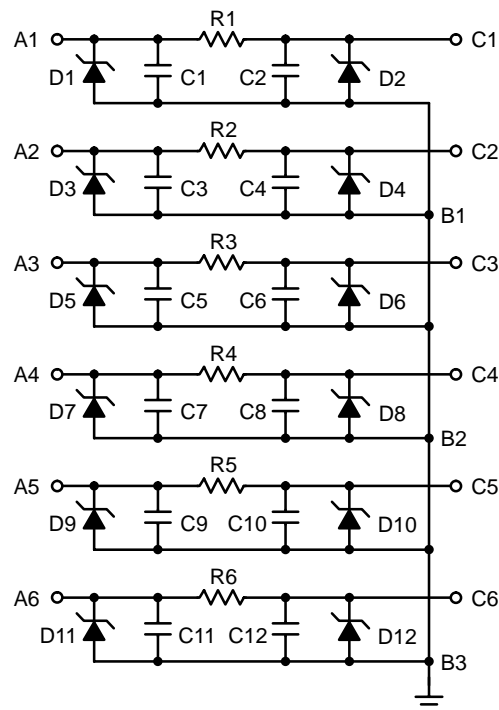 R1
A1 C1
D1 C1 C2 D2
R2
A2 C2
D3 C3 C4 D4
B1
R3
A3 C3
D5 C5 C6 D6
R4
A4 C4
D7 C7 C8 D8
B2
R5
A5 C5
D9 C9 C10 D10
R6
A6 C6
D11 C11 C12 D12
B3